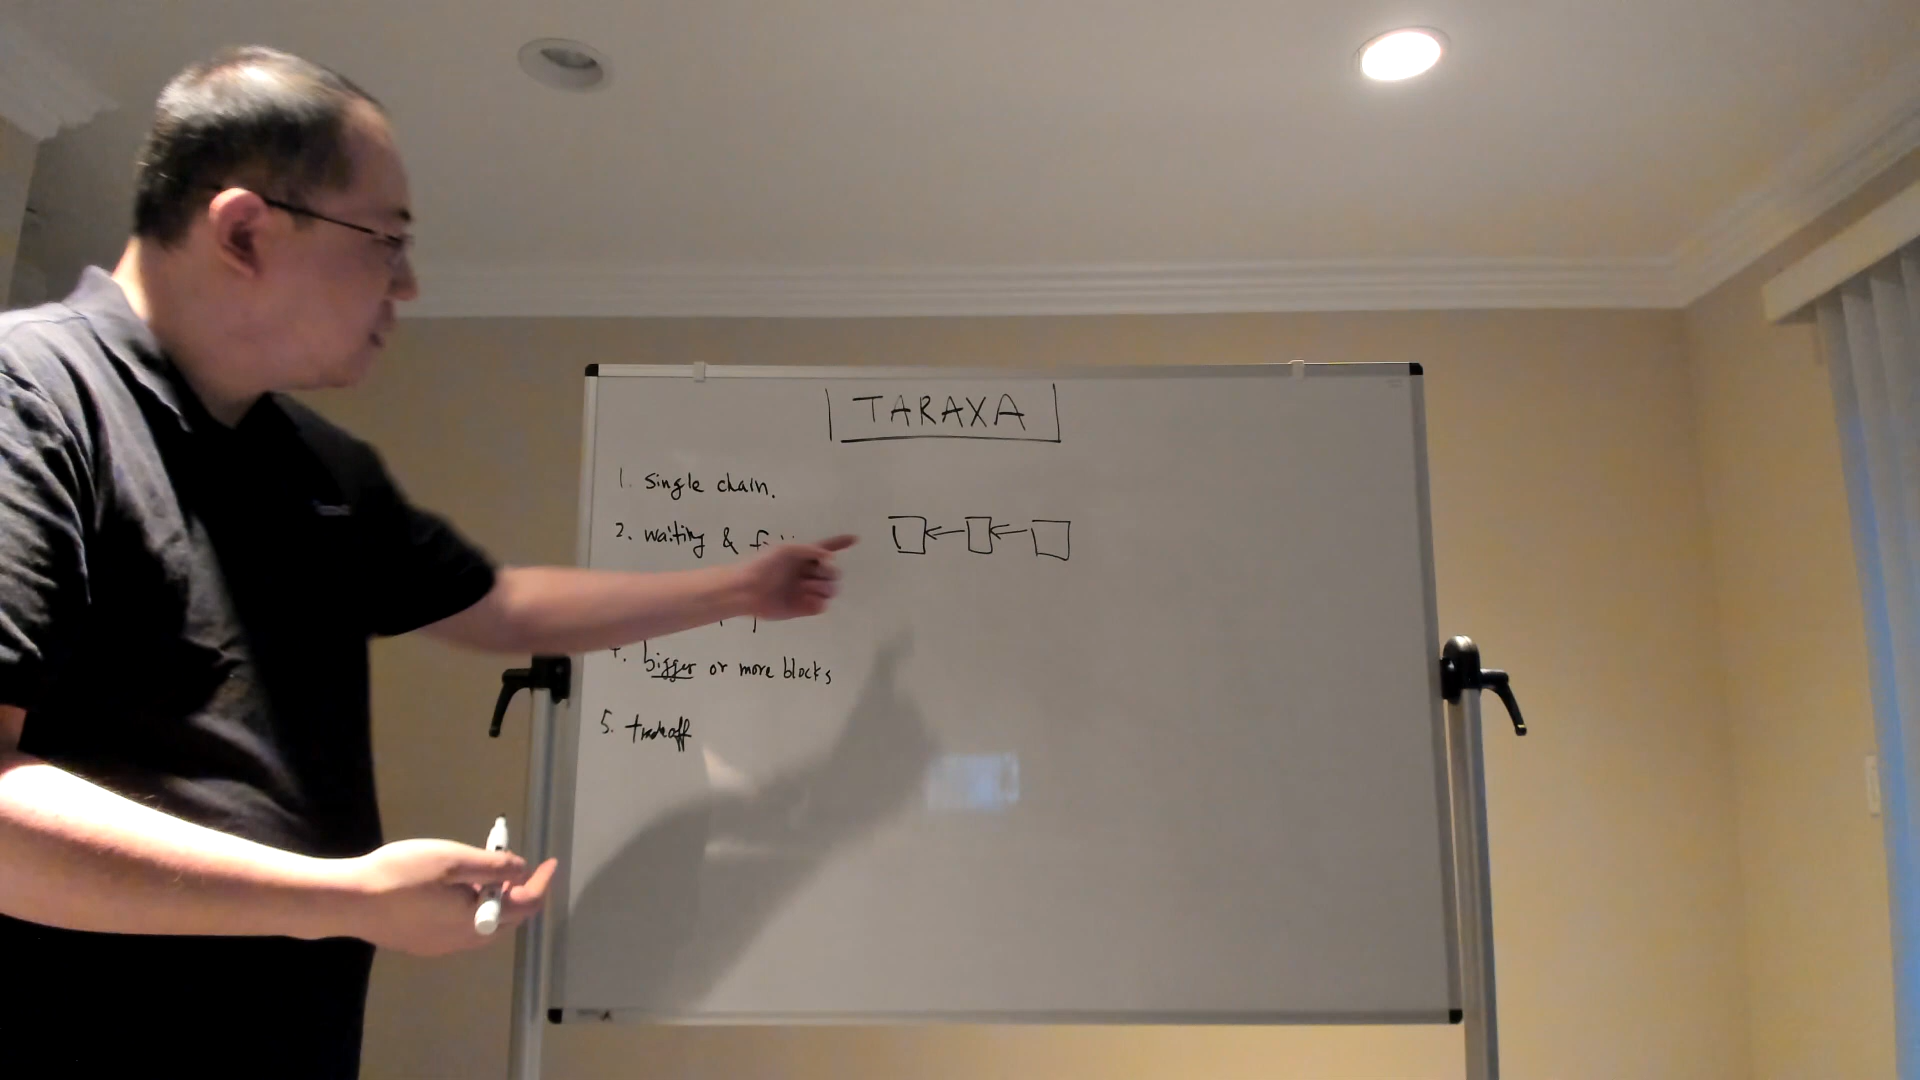 TARAXA
1. single chain.
2. waiting &
4. bigger or more blocks
5. tradeoff